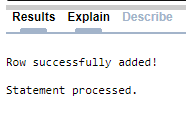 Results Explain Describe
Row successfully added!
Statement processed.